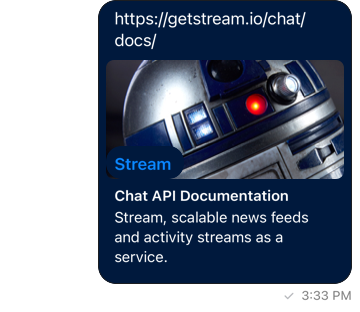 https://getstream.io/chat/
docs/
Stream
Chat API Documentation
Stream, scalable news feeds
and activity streams as a
service.
3:33 PM